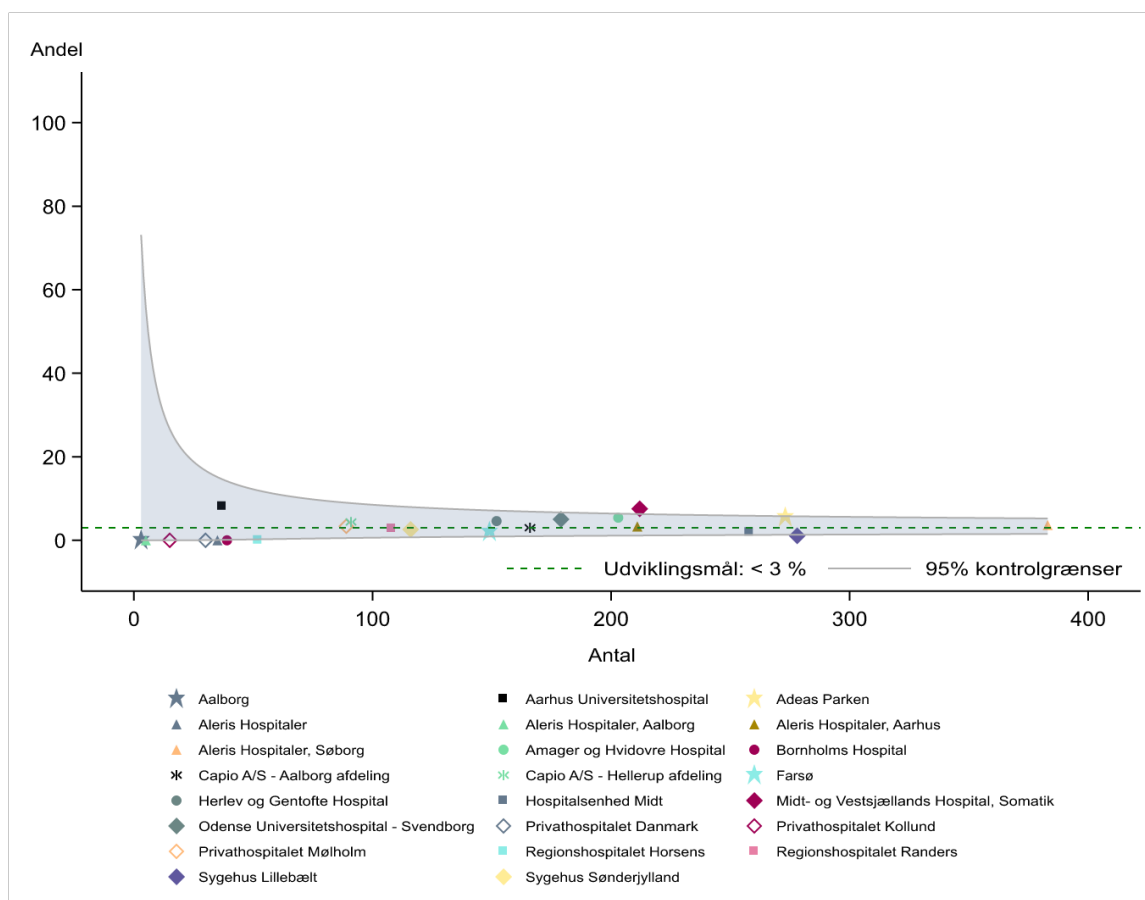 Andel
100
80
60
40
20
0
Udviklingsmål: < 3 % 95% kontrolgrænser
0 100 200 300 400
Antal
Aalborg Aarhus Universitetshospital Adeas Parken
Aleris Hospitaler Aleris Hospitaler, Aalborg Aleris Hospitaler, Aarhus
Aleris Hospitaler, Søborg Amager og Hvidovre Hospital Bornholms Hospital
Capio A/S - Aalborg afdeling Capio A/S - Hellerup afdeling Farsø
Herlev og Gentofte Hospital Hospitalsenhed Midt Midt- og Vestsjællands Hospital, Somatik
Odense Universitetshospital - Svendborg Privathospitalet Danmark Privathospitalet Kollund
Privathospitalet Mølholm Regionshospitalet Horsens Regionshospitalet Randers
Sygehus Lillebælt Sygehus Sønderjylland